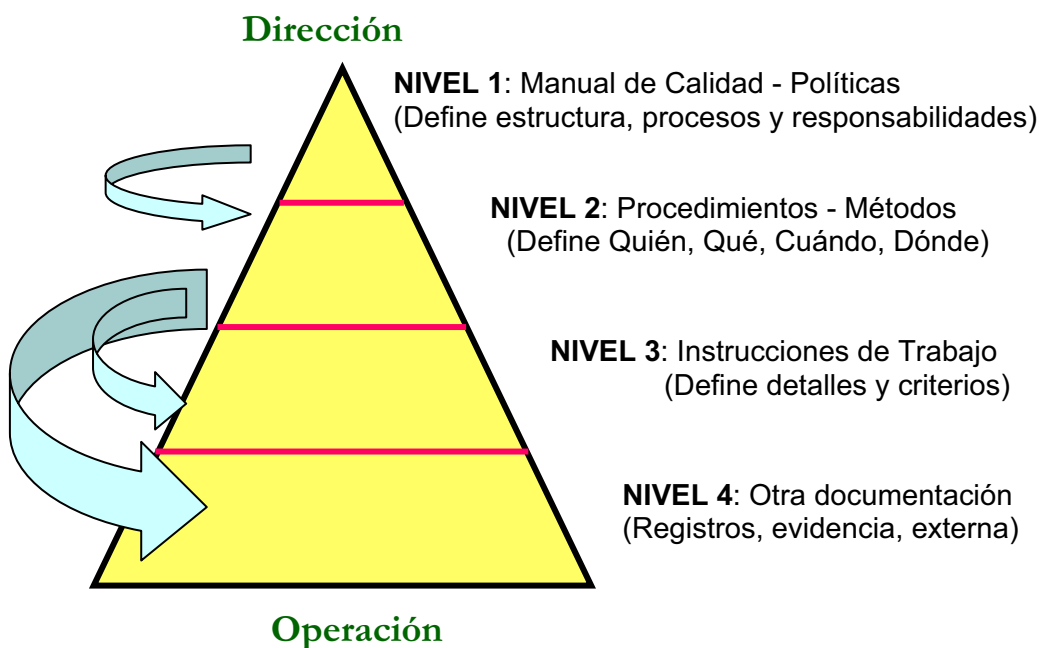 Dirección
NIVEL 1: Manual de Calidad - Políticas
(Define estructura, procesos y responsabilidades)
NIVEL 2: Procedimientos - Métodos
(Define Quién, Qué, Cuándo, Dónde)
NIVEL 3: Instrucciones de Trabajo
(Define detalles y criterios)
NIVEL 4: Otra documentación
(Registros, evidencia, externa)
Operación